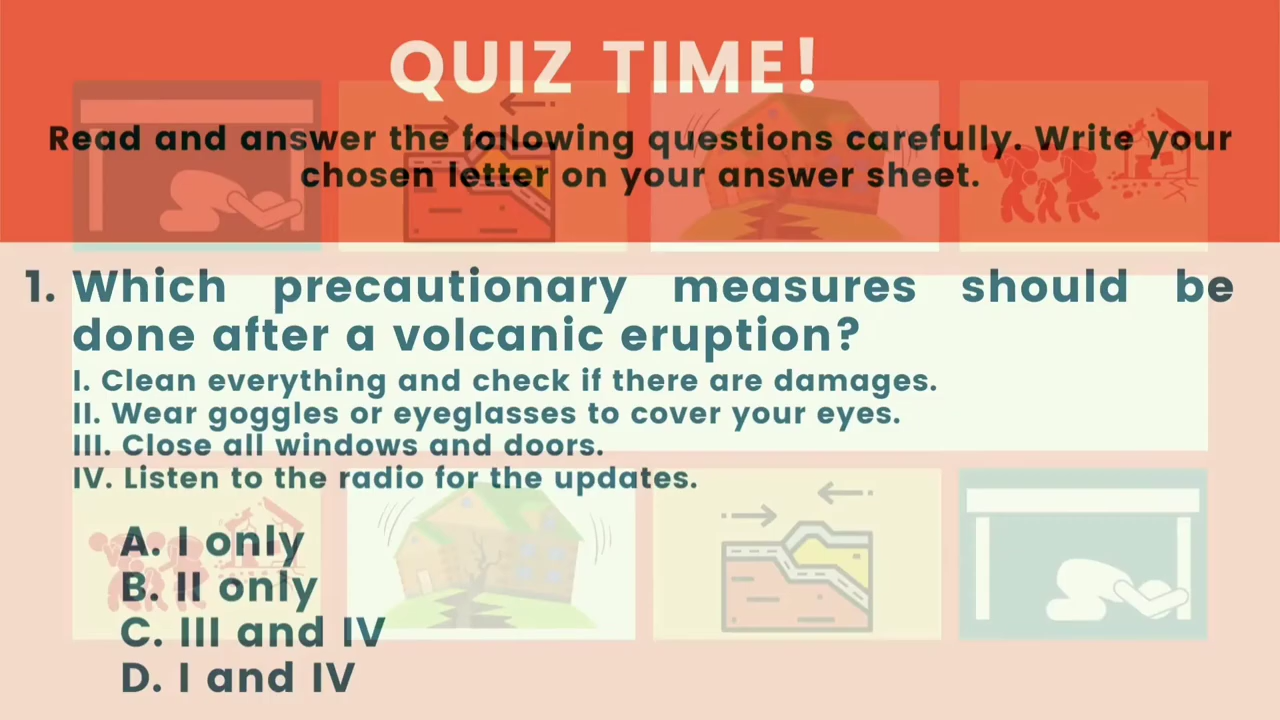 QUIZ TIME!
Read and answer the following questions carefully. Write your
chosen letter on your answer sheet.
1. Which precautionary measures should be
done after a volcanic eruption?
I. Clean everything and check if there are damages.
II. Wear goggles or eyeglasses to cover your eyes.
III. Close all windows and doors.
IV. Listen to the radio for the updates.
A. I only
B. II only
C. III and IV
D. I and IV